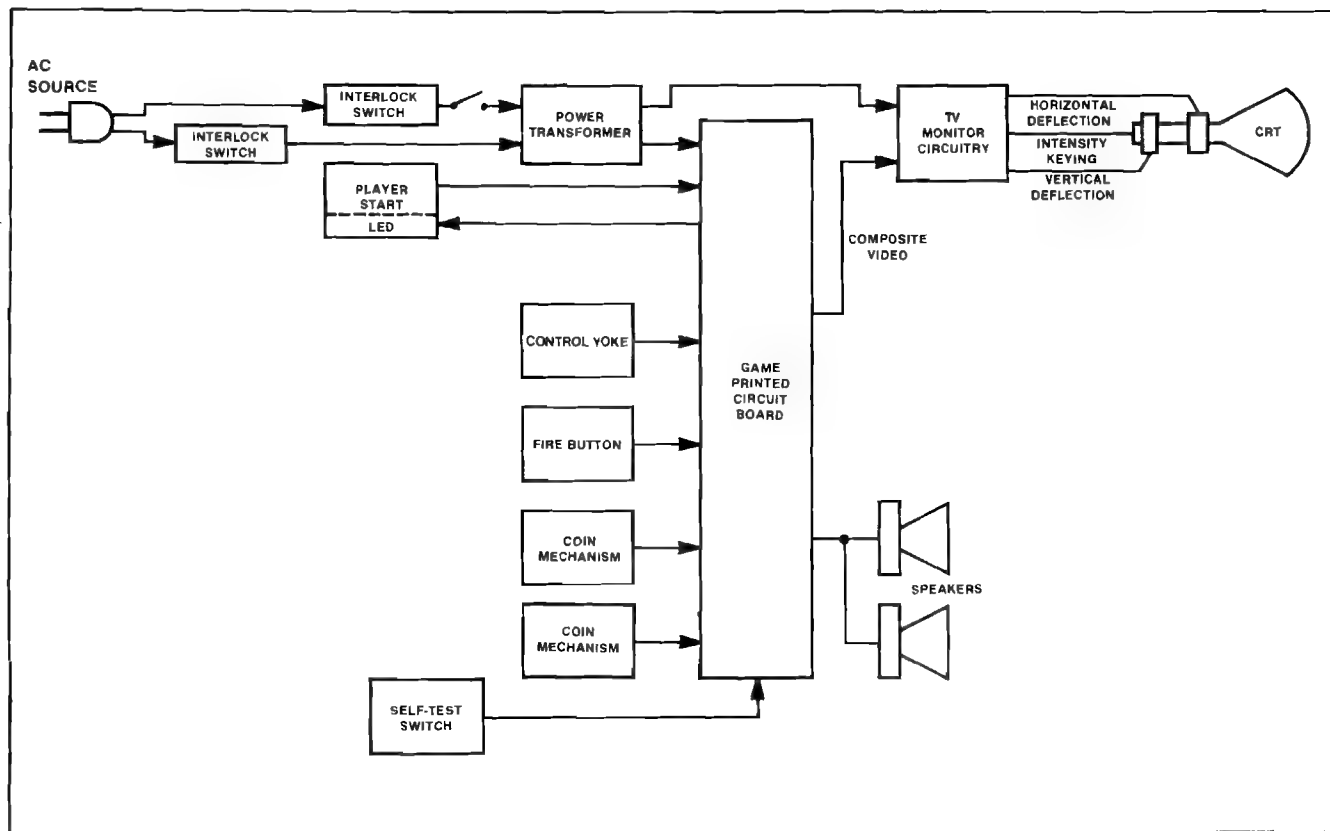 AC
SOURCE
INTERLOCK
SWITCH
INTERLOCK
SWITCH
POWER
TRANSFORMER
TV
MONITOR
CIRCUITRY
HORIZONTAL
DEFLECTION
INTENSITY
KEYING
VERTICAL
DEFLECTION
CRT
PLAYER
START
LED
COMPOSITE
VIDEO
CONTROL YOKE
GAME
PRINTED
CIRCUIT
BOARD
FIRE BUTTON
COIN
MECHANISM
SPEAKERS
COIN
MECHANISM
SELF-TEST
SWITCH